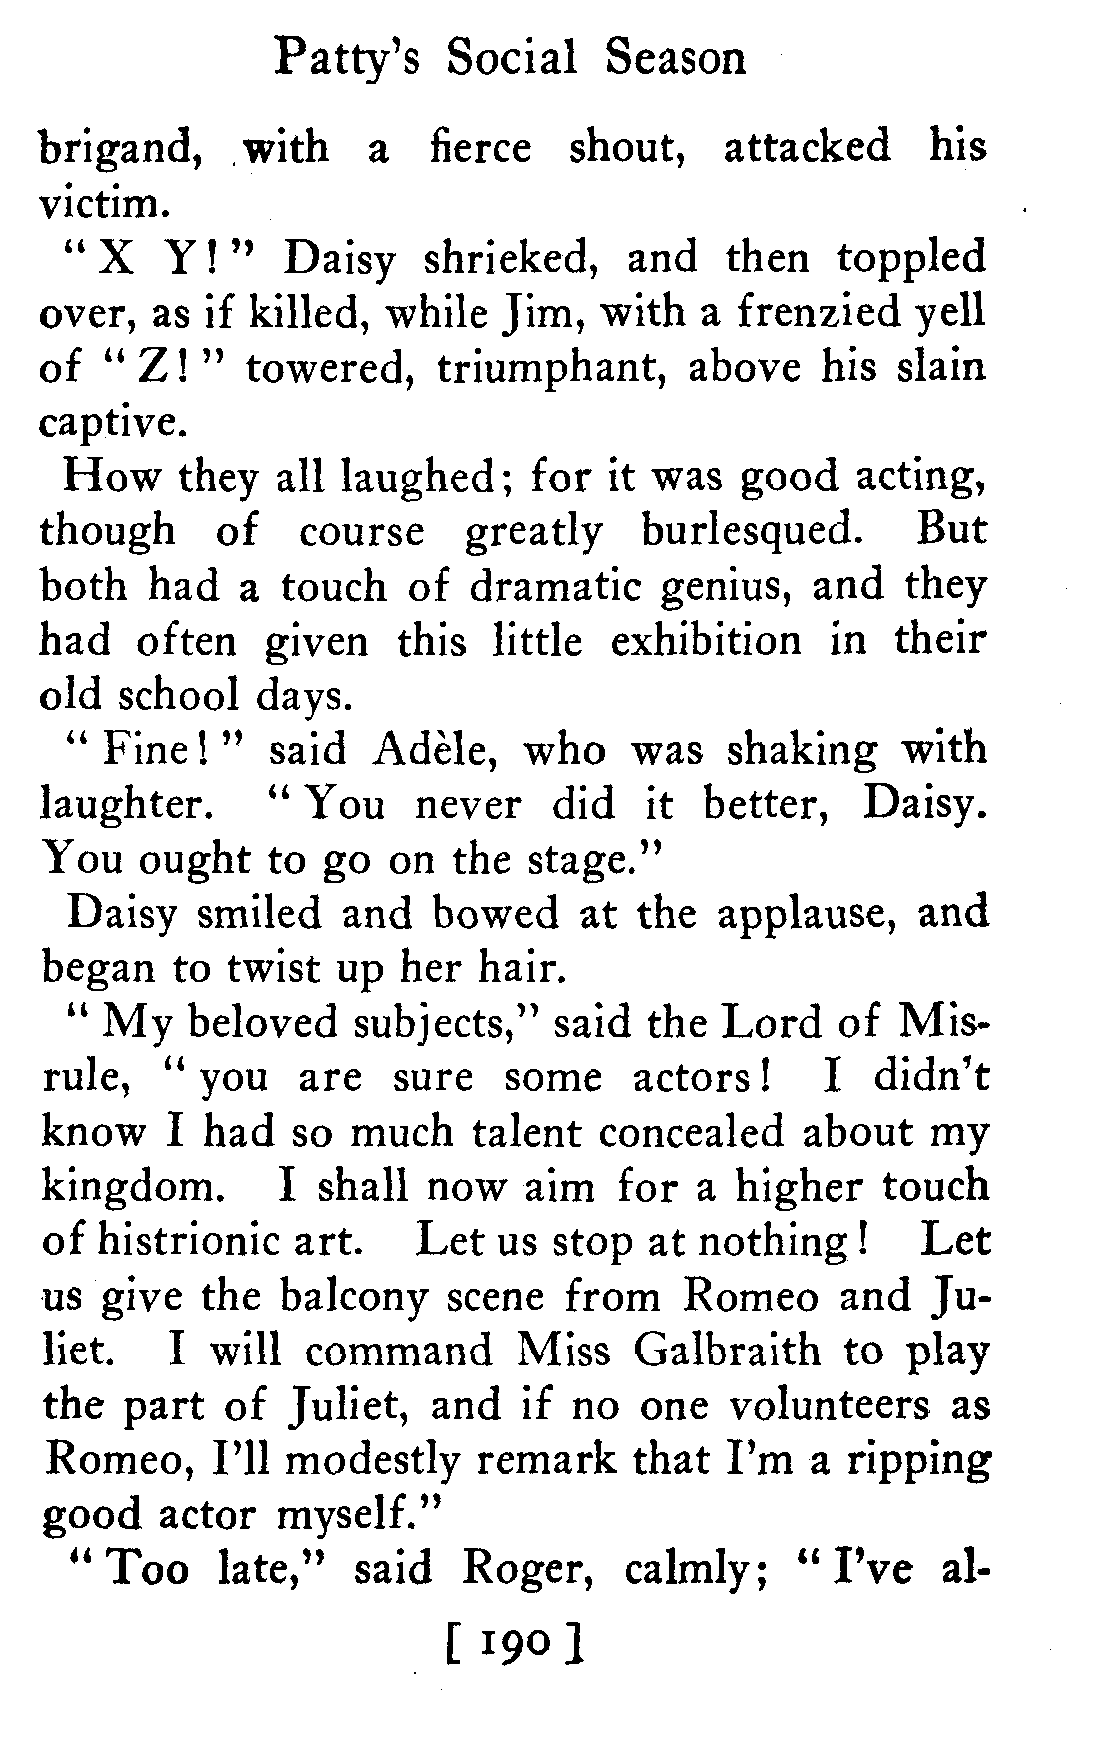 Patty's Social Season
brigand, with a fierce shout, attacked his
victim.
" X Y! " Daisy shrieked, and then toppled
over, as if killed, while Jim, with a frenzied yell
of " Z! " towered, triumphant, above his slain
captive.
How they all laughed; for it was good acting,
though of course greatly burlesqued. But
both had a touch of dramatic genius, and they
had often given this little exhibition in their
old school days.
" Fine! " said Adèle, who was shaking with
laughter. " You never did it better, Daisy.
You ought to go on the stage."
Daisy smiled and bowed at the applause, and
began to twist up her hair.
" My beloved subjects," said the Lord of Mis-
rule, " you are sure some actors! I didn't
know I had so much talent concealed about my
kingdom. I shall now aim for a higher touch
of histrionic art. Let us stop at nothing! Let
us give the balcony scene from Romeo and Ju-
liet. I will command Miss Galbraith to play
the part of Juliet, and if no one volunteers as
Romeo, I'll modestly remark that I'm a ripping
good actor myself."
" Too late," said Roger, calmly; " I've al-
[ 190 ]